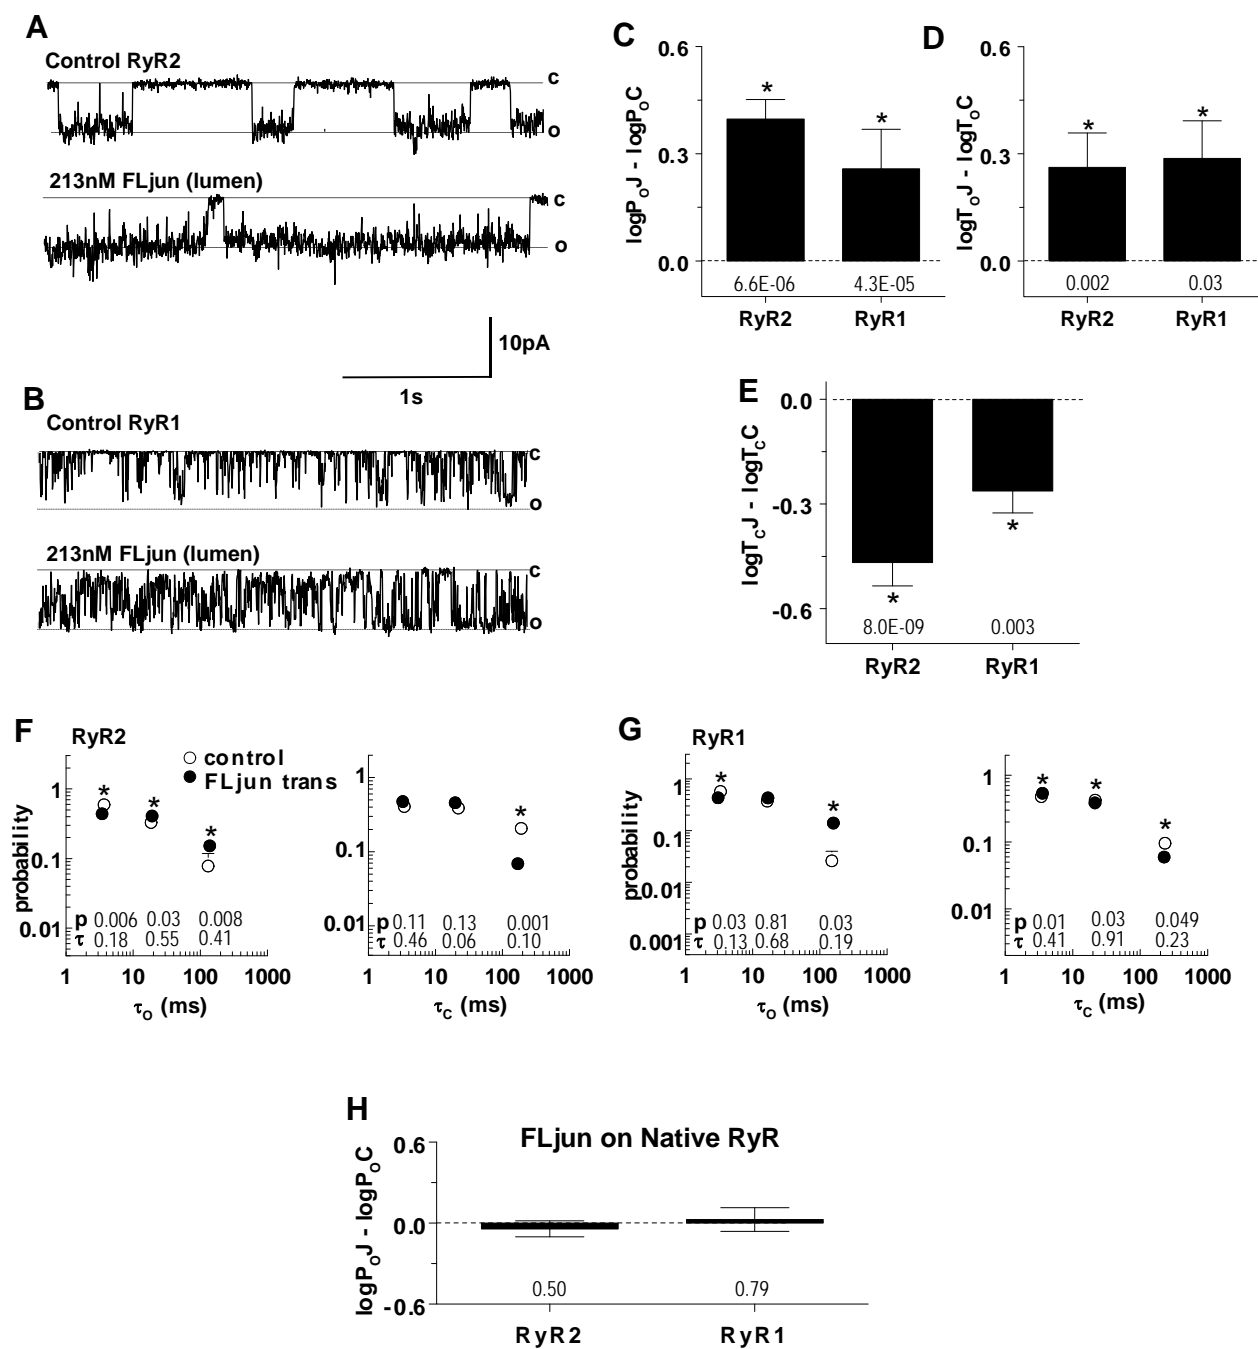 A
Control RyR2
c
o
213nM FLjun (lumen)
c
o
10pA
1s
B
Control RyR1
c
o
213nM FLjun (lumen)
c
o
C
logPOJ - logPOC
0.6
0.3
0.0
* *
6.6E-06 4.3E-05
RyR2 RyR1
D
logTOJ - logTOC
0.6
0.3
0.0
* *
0.002 0.03
RyR2 RyR1
E
logTCJ - logTCC
0.0
-0.3
-0.6
* *
8.0E-09 0.003
RyR2 RyR1
F
RyR2
control
FLjun trans
probability
1
0.1
0.01
* * *
p 0.006 0.03 0.008
τ 0.18 0.55 0.41
1 10 100 1000
τO (ms)
1
0.1
0.01
*
p 0.11 0.13 0.001
τ 0.46 0.06 0.10
1 10 100 1000
τC (ms)
G
RyR1
probability
1
0.1
0.01
0.001
* *
p 0.03 0.81 0.03
τ 0.13 0.68 0.19
1 10 100 1000
τO (ms)
1
0.1
0.01
* * *
p 0.01 0.03 0.049
τ 0.41 0.91 0.23
1 10 100 1000
τC (ms)
H
FLjun on Native RyR
logPOJ - logPOC
0.6
0.0
-0.6
0.50 0.79
RyR2 RyR1